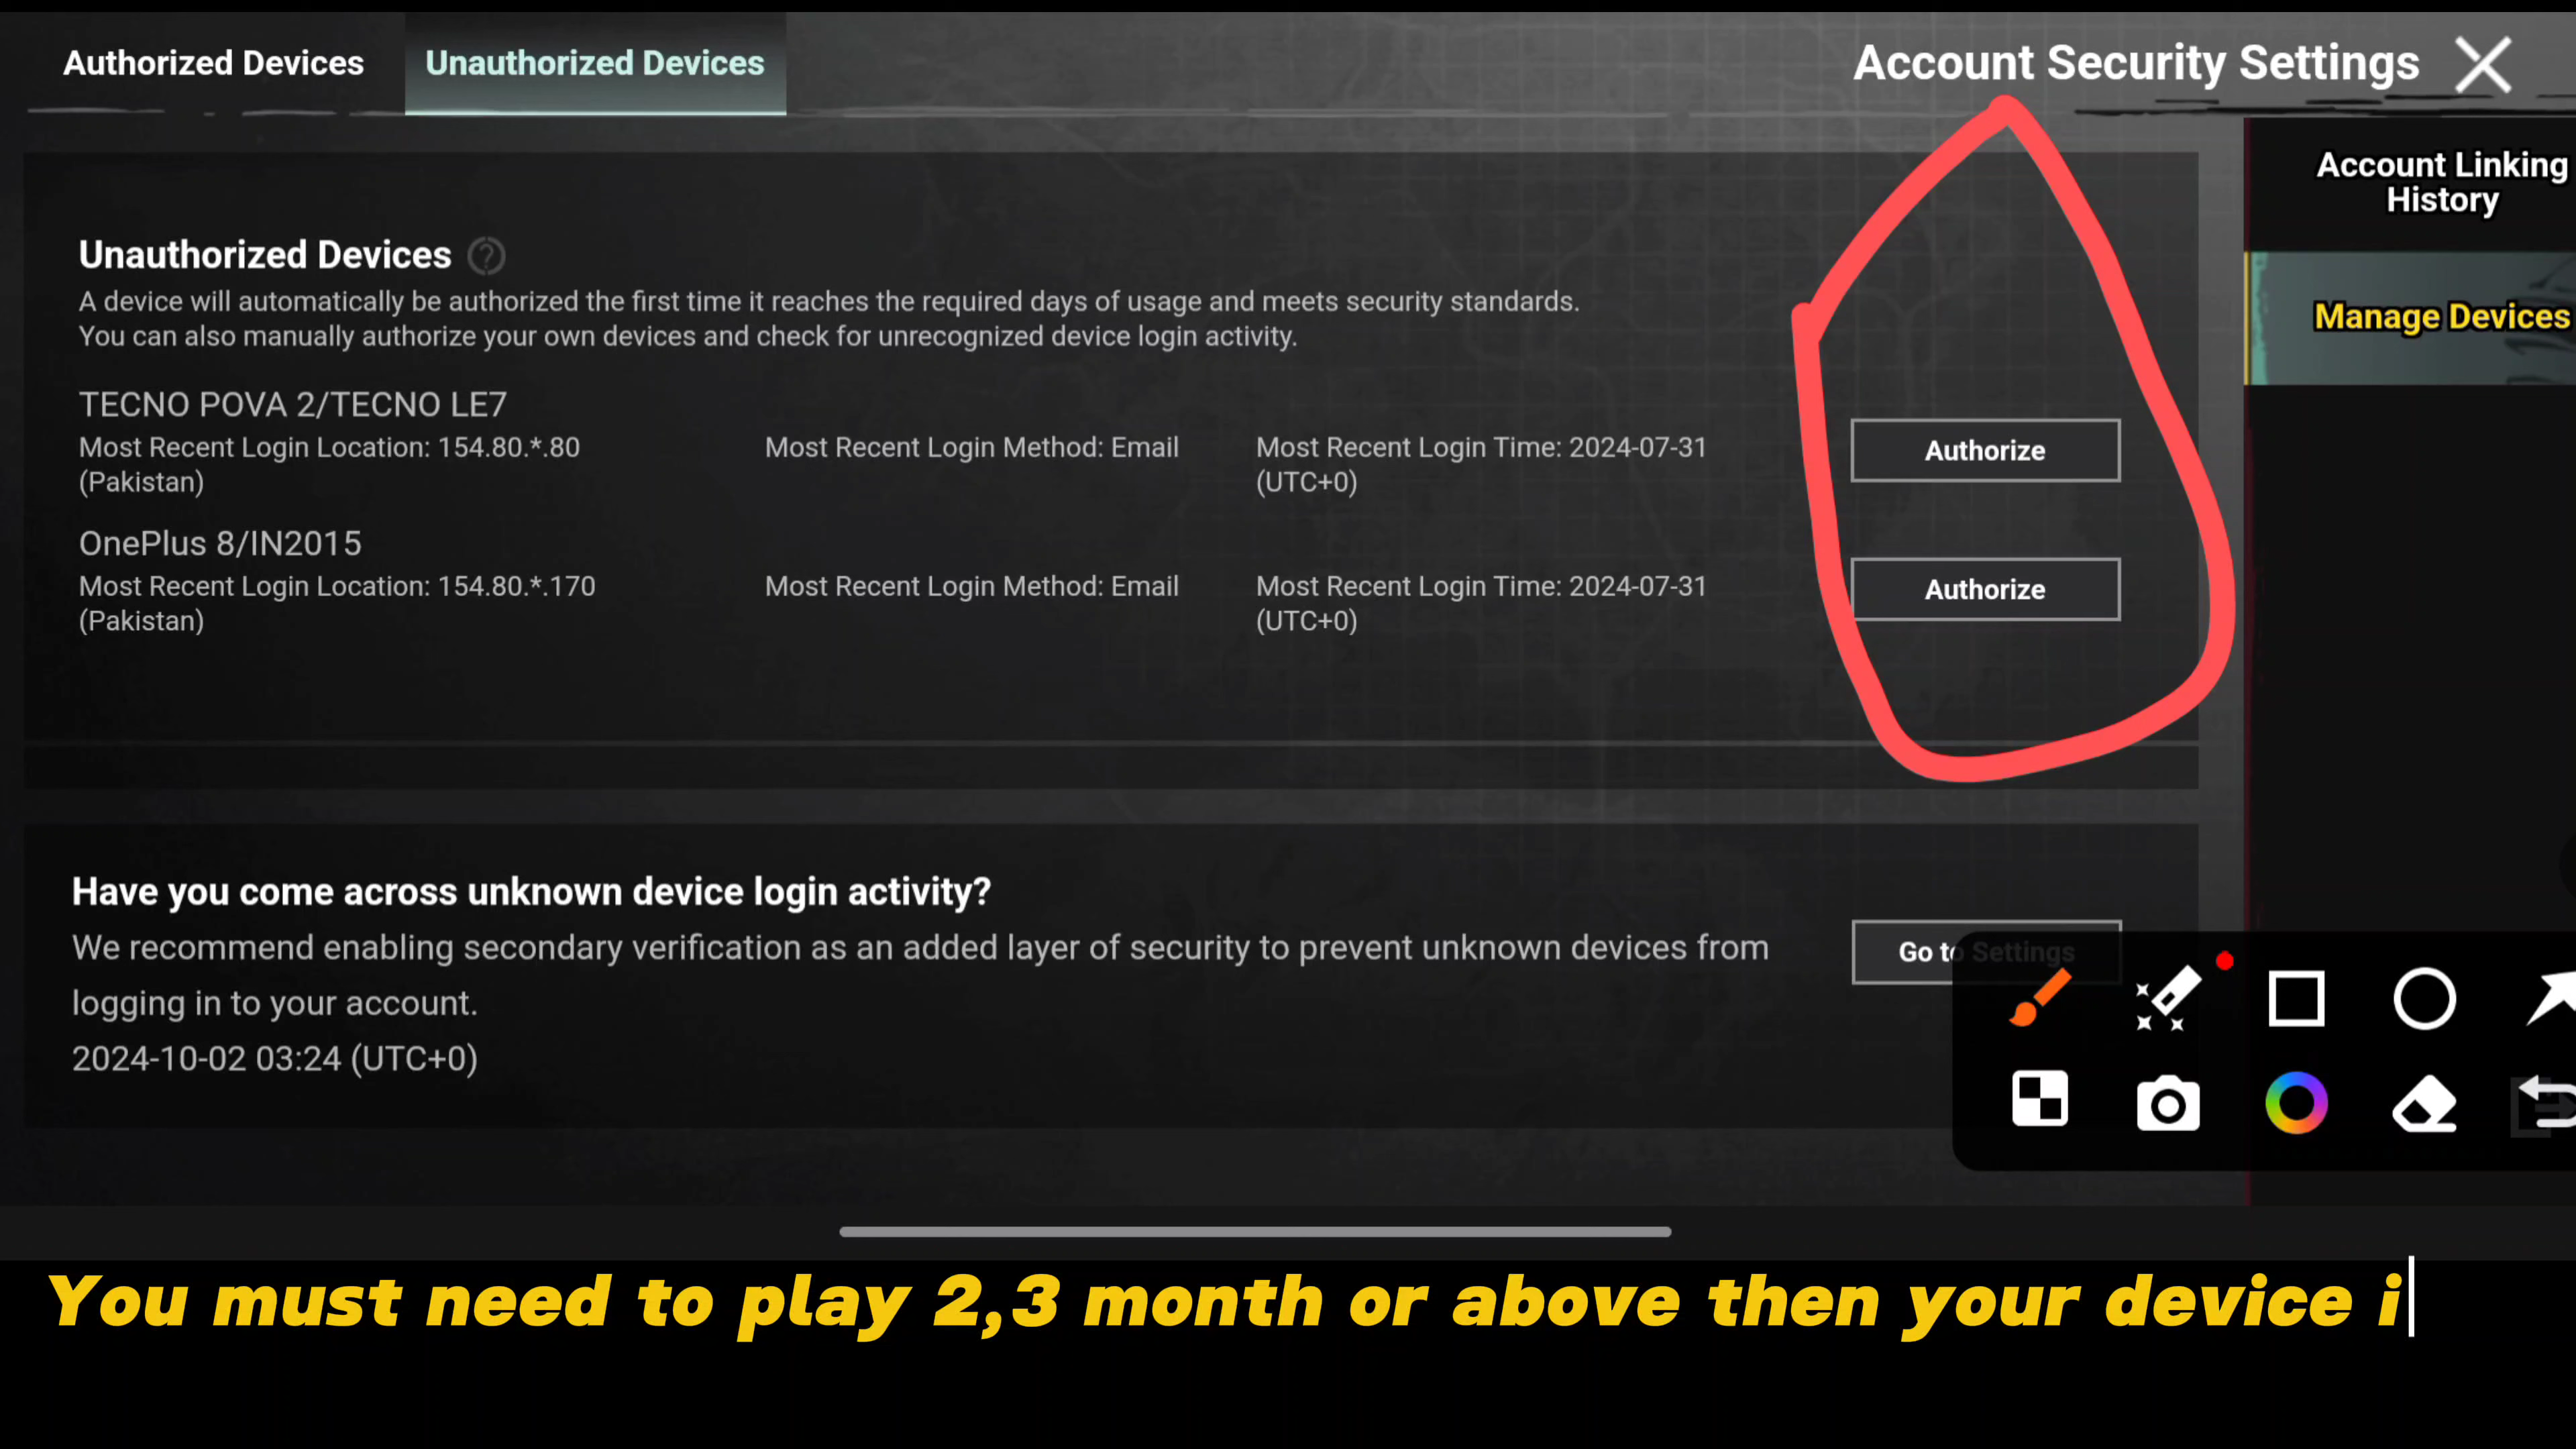 Authorized Devices
Unauthorized Devices
Account Security Settings
Account Linking
History
Manage Devices
Unauthorized Devices ?
A device will automatically be authorized the first time it reaches the required days of usage and meets security standards.
You can also manually authorize your own devices and check for unrecognized device login activity.
TECNO POVA 2/TECNO LE7
Most Recent Login Location: 154.80.*.80
(Pakistan)
Most Recent Login Method: Email
Most Recent Login Time: 2024-07-31
(UTC+0)
Authorize
OnePlus 8/IN2015
Most Recent Login Location: 154.80.*.170
(Pakistan)
Most Recent Login Method: Email
Most Recent Login Time: 2024-07-31
(UTC+0)
Authorize
Have you come across unknown device login activity?
We recommend enabling secondary verification as an added layer of security to prevent unknown devices from
logging in to your account.
2024-10-02 03:24 (UTC+0)
Go to Settings
You must need to play 2,3 month or above then your device i